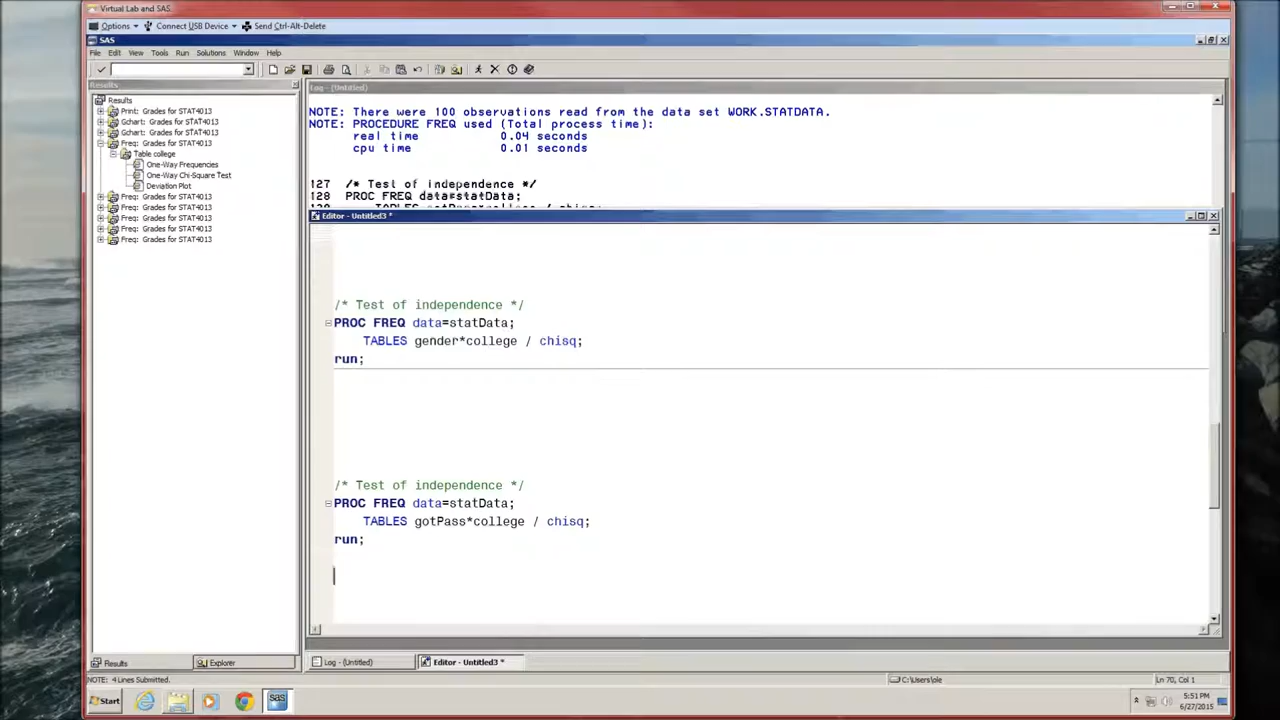 Virtual Lab and SAS
Options Connect USB Device Send Ctrl-Alt-Delete
SAS
File Edit View Tools Run Solutions Window Help
Results
Results
Print: Grades for STAT4013
Gchart: Grades for STAT4013
Gchart: Grades for STAT4013
Freq: Grades for STAT4013
Table college
One-Way Frequencies
One-Way Chi-Square Test
Deviation Plot
Freq: Grades for STAT4013
Freq: Grades for STAT4013
Freq: Grades for STAT4013
Freq: Grades for STAT4013
Freq: Grades for STAT4013
Log - (Untitled)
NOTE: There were 100 observations read from the data set WORK.STATDATA.
NOTE: PROCEDURE FREQ used (Total process time):
real time 0.04 seconds
cpu time 0.01 seconds
127 /* Test of independence */
128 PROC FREQ data=statData;
Editor - Untitled3 *
/* Test of independence */
PROC FREQ data=statData;
TABLES gender*college / chisq;
run;
/* Test of independence */
PROC FREQ data=statData;
TABLES gotPass*college / chisq;
run;
Results Explorer
Log - (Untitled) Editor - Untitled3 *
NOTE: 4 Lines Submitted.
C:\Users\ole
Ln 70, Col 1
Start
sas
5:51 PM
6/27/2015